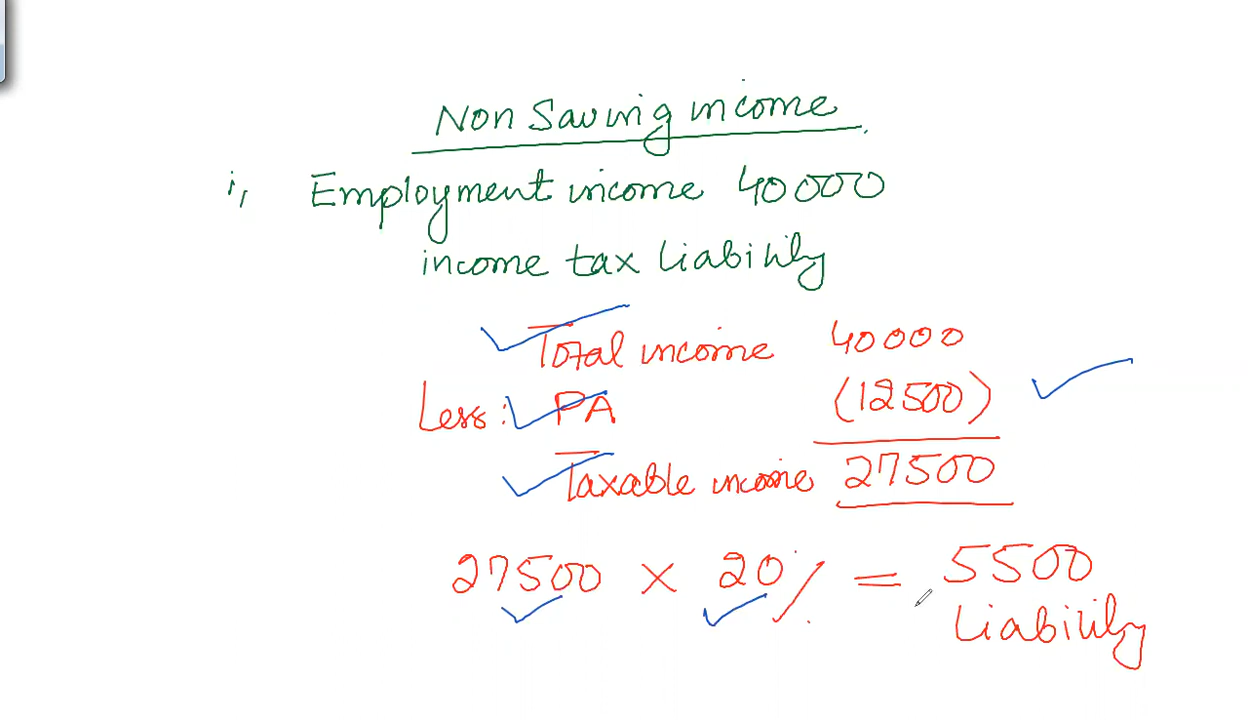 Non Saving income
i, Employment income 40000
income tax liability
Total income 40000
Less: PA (12500)
Taxable income 27500
27500 × 20% = 5500
Liability